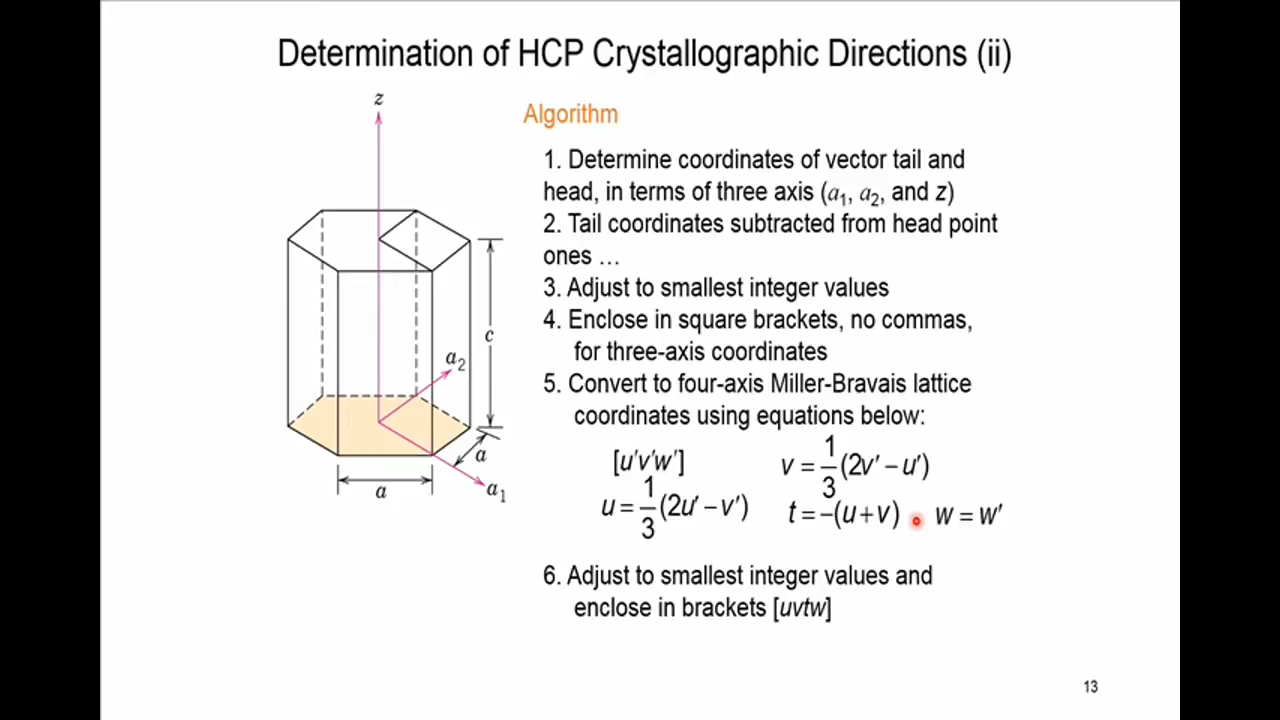 Determination of HCP Crystallographic Directions (ii)
z
Algorithm
1. Determine coordinates of vector tail and
head, in terms of three axis (a₁, a₂, and z)
2. Tail coordinates subtracted from head point
ones …
3. Adjust to smallest integer values
4. Enclose in square brackets, no commas,
for three-axis coordinates
5. Convert to four-axis Miller-Bravais lattice
coordinates using equations below:
[u'v'w']
v = 1/3 (2v' – u')
u = 1/3 (2u' – v')
t = –(u + v)
w = w'
6. Adjust to smallest integer values and
enclose in brackets [uvtw]
c
a₂
a
a
a₁
13